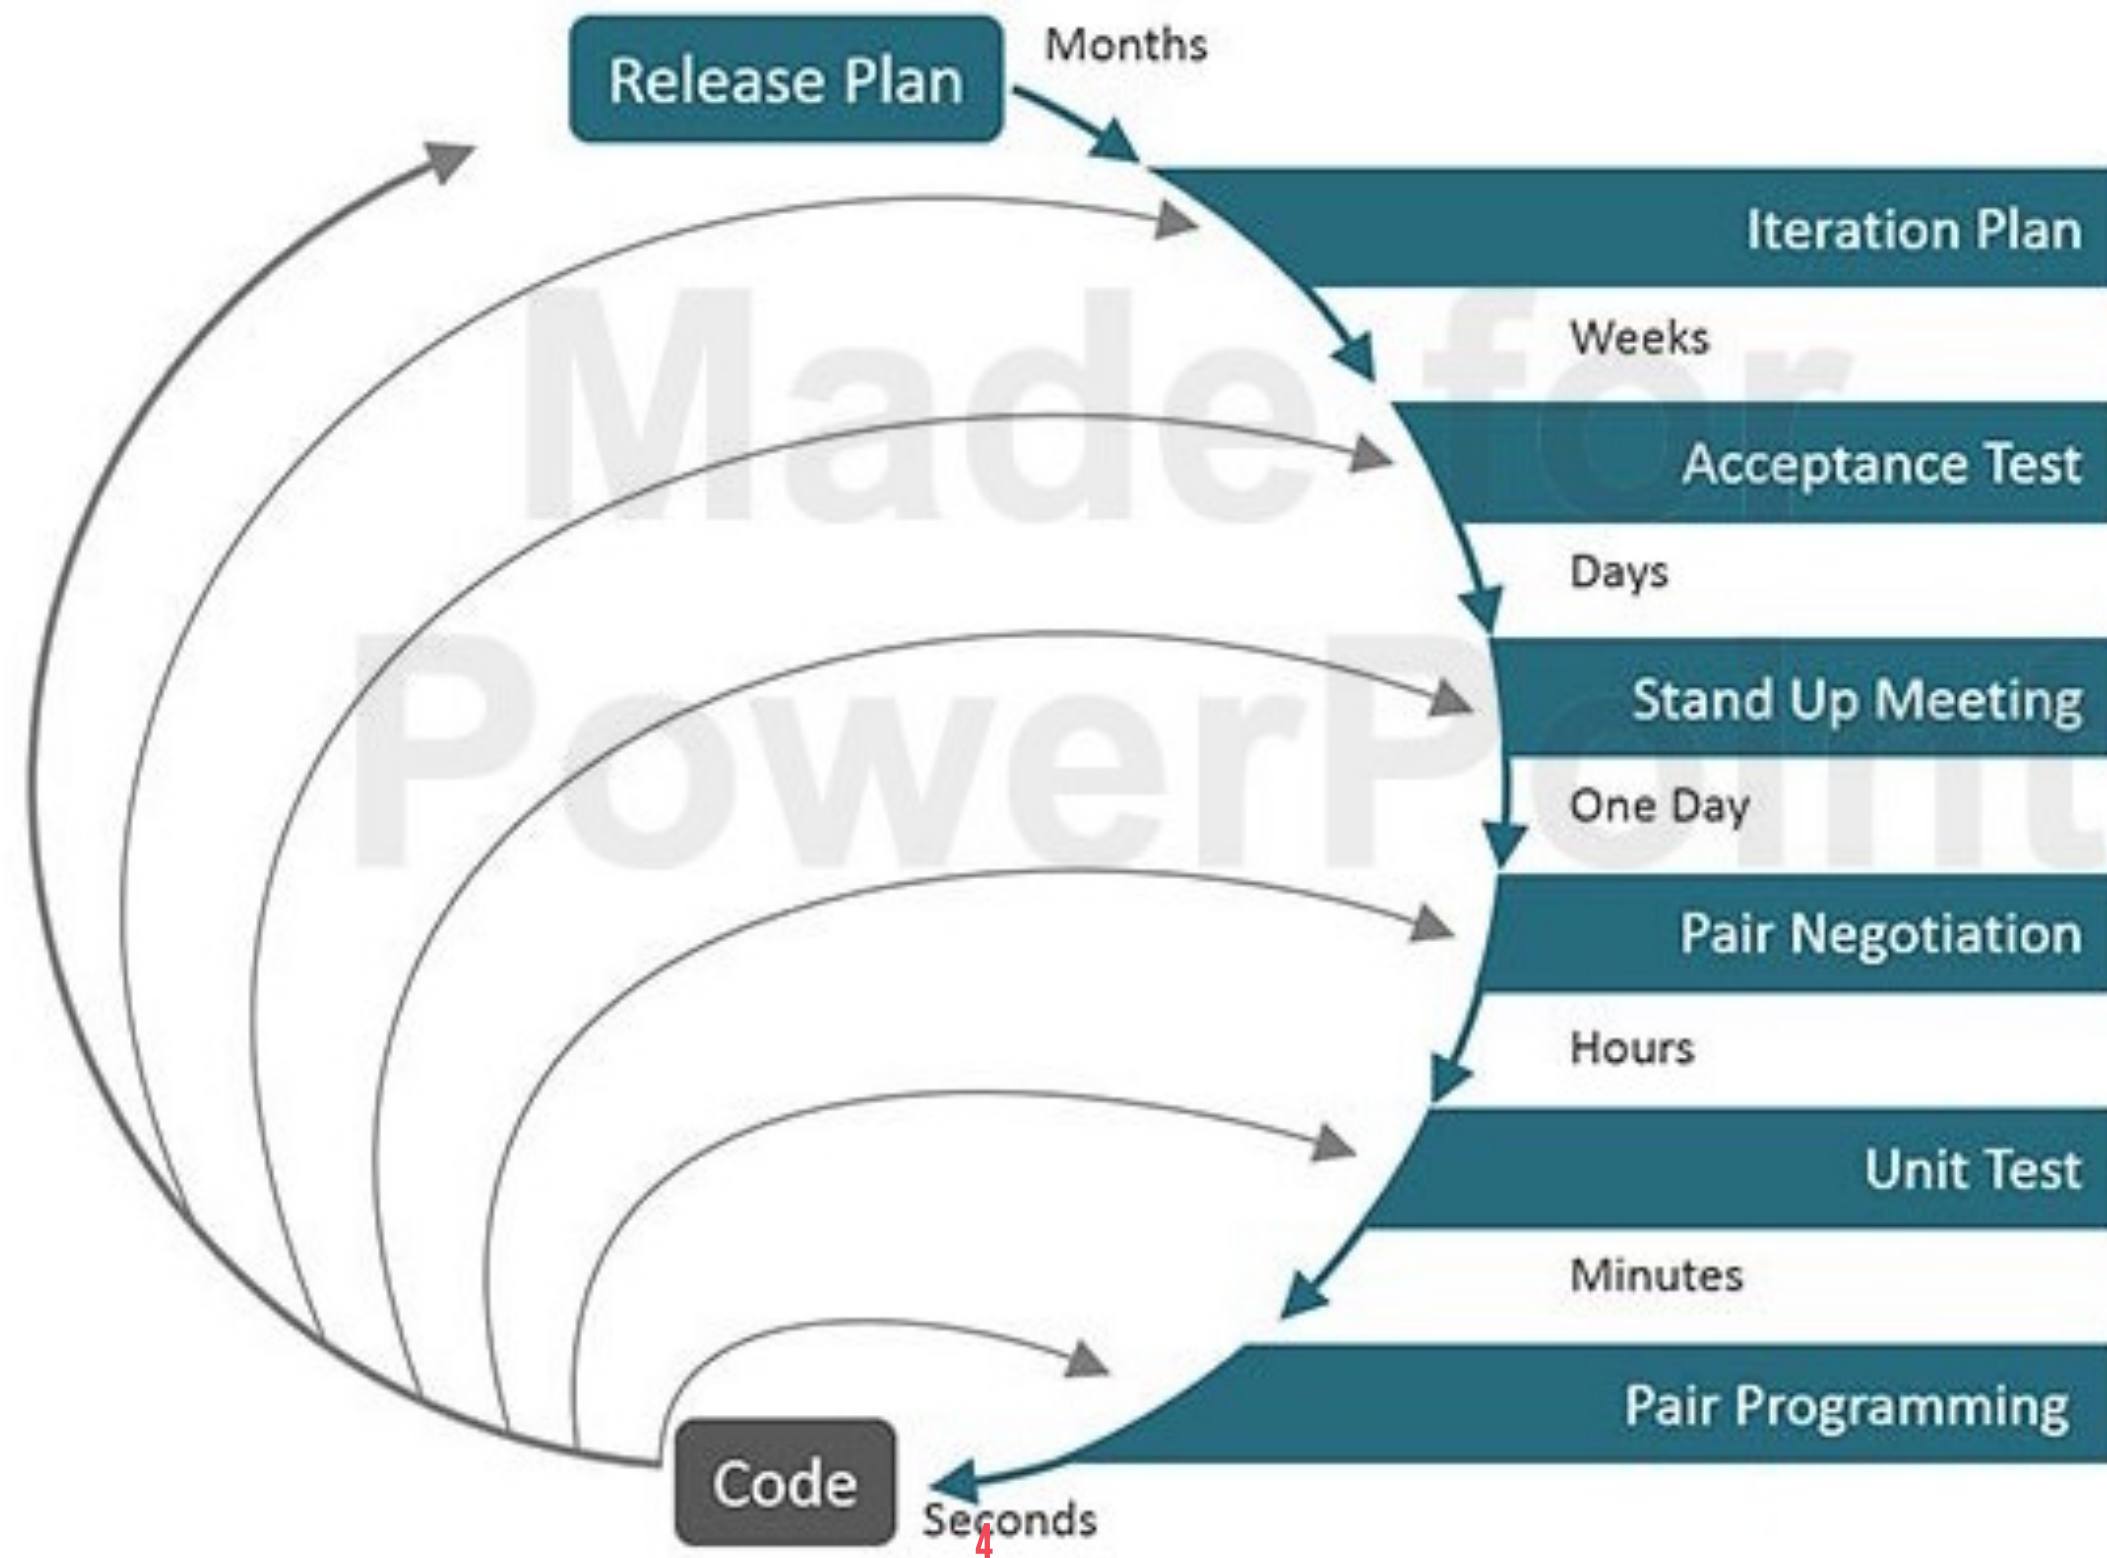 Release Plan
Months
Iteration Plan
Weeks
Acceptance Test
Days
Stand Up Meeting
One Day
Pair Negotiation
Hours
Unit Test
Minutes
Pair Programming
Code
Seconds
4
Made for
PowerPoint